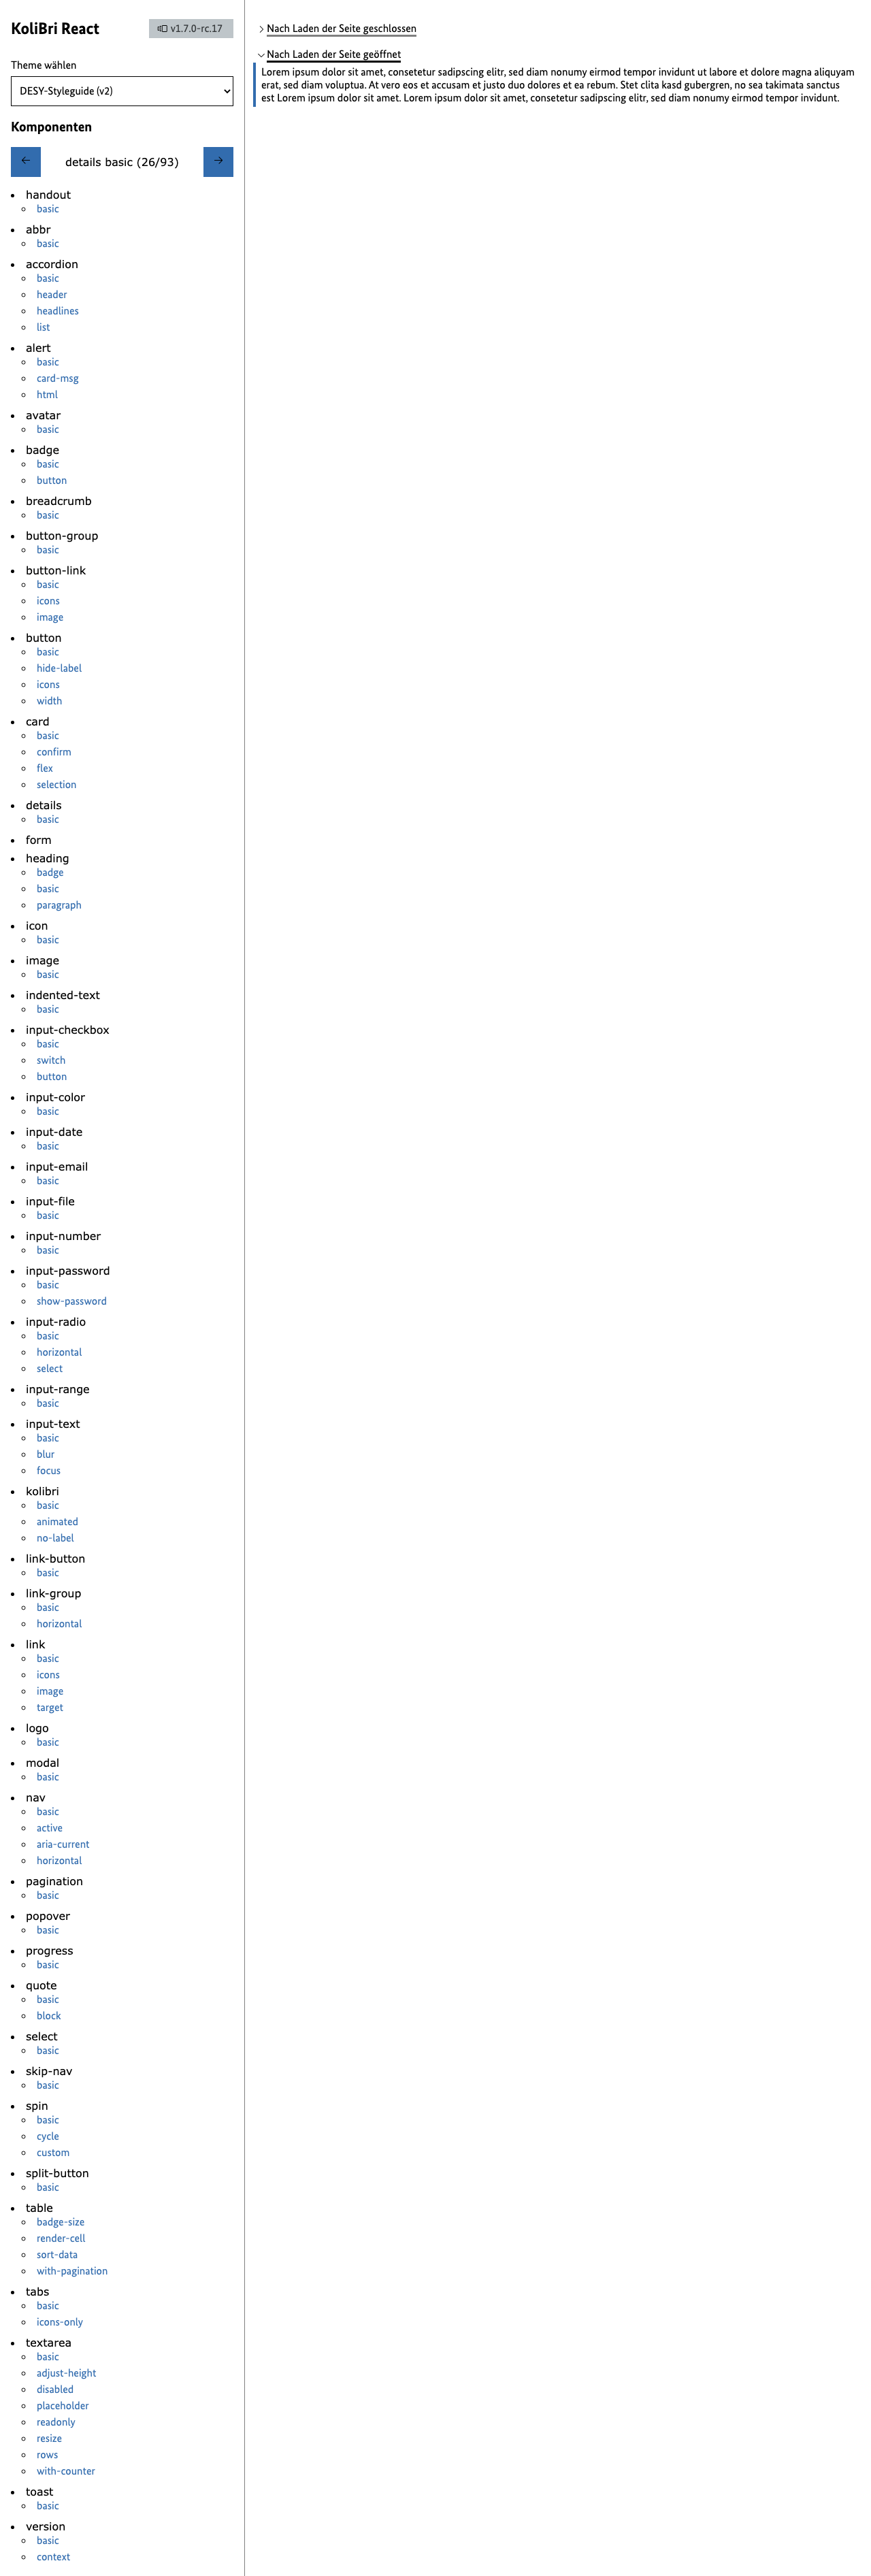 KoliBri React
v1.7.0-rc.17
Theme wählen
DESY-Styleguide (v2)
Komponenten
← details basic (26/93) →
handout
basic
abbr
basic
accordion
basic
header
headlines
list
alert
basic
card-msg
html
avatar
basic
badge
basic
button
breadcrumb
basic
button-group
basic
button-link
basic
icons
image
button
basic
hide-label
icons
width
card
basic
confirm
flex
selection
details
basic
form
heading
badge
basic
paragraph
icon
basic
image
basic
indented-text
basic
input-checkbox
basic
switch
button
input-color
basic
input-date
basic
input-email
basic
input-file
basic
input-number
basic
input-password
basic
show-password
input-radio
basic
horizontal
select
input-range
basic
input-text
basic
blur
focus
kolibri
basic
animated
no-label
link-button
basic
link-group
basic
horizontal
link
basic
icons
image
target
logo
basic
modal
basic
nav
basic
active
aria-current
horizontal
pagination
basic
popover
basic
progress
basic
quote
basic
block
select
basic
skip-nav
basic
spin
basic
cycle
custom
split-button
basic
table
badge-size
render-cell
sort-data
with-pagination
tabs
basic
icons-only
textarea
basic
adjust-height
disabled
placeholder
readonly
resize
rows
with-counter
toast
basic
version
basic
context
Nach Laden der Seite geschlossen
Nach Laden der Seite geöffnet
Lorem ipsum dolor sit amet, consetetur sadipscing elitr, sed diam nonumy eirmod tempor invidunt ut labore et dolore magna aliquyam
erat, sed diam voluptua. At vero eos et accusam et justo duo dolores et ea rebum. Stet clita kasd gubergren, no sea takimata sanctus
est Lorem ipsum dolor sit amet. Lorem ipsum dolor sit amet, consetetur sadipscing elitr, sed diam nonumy eirmod tempor invidunt.